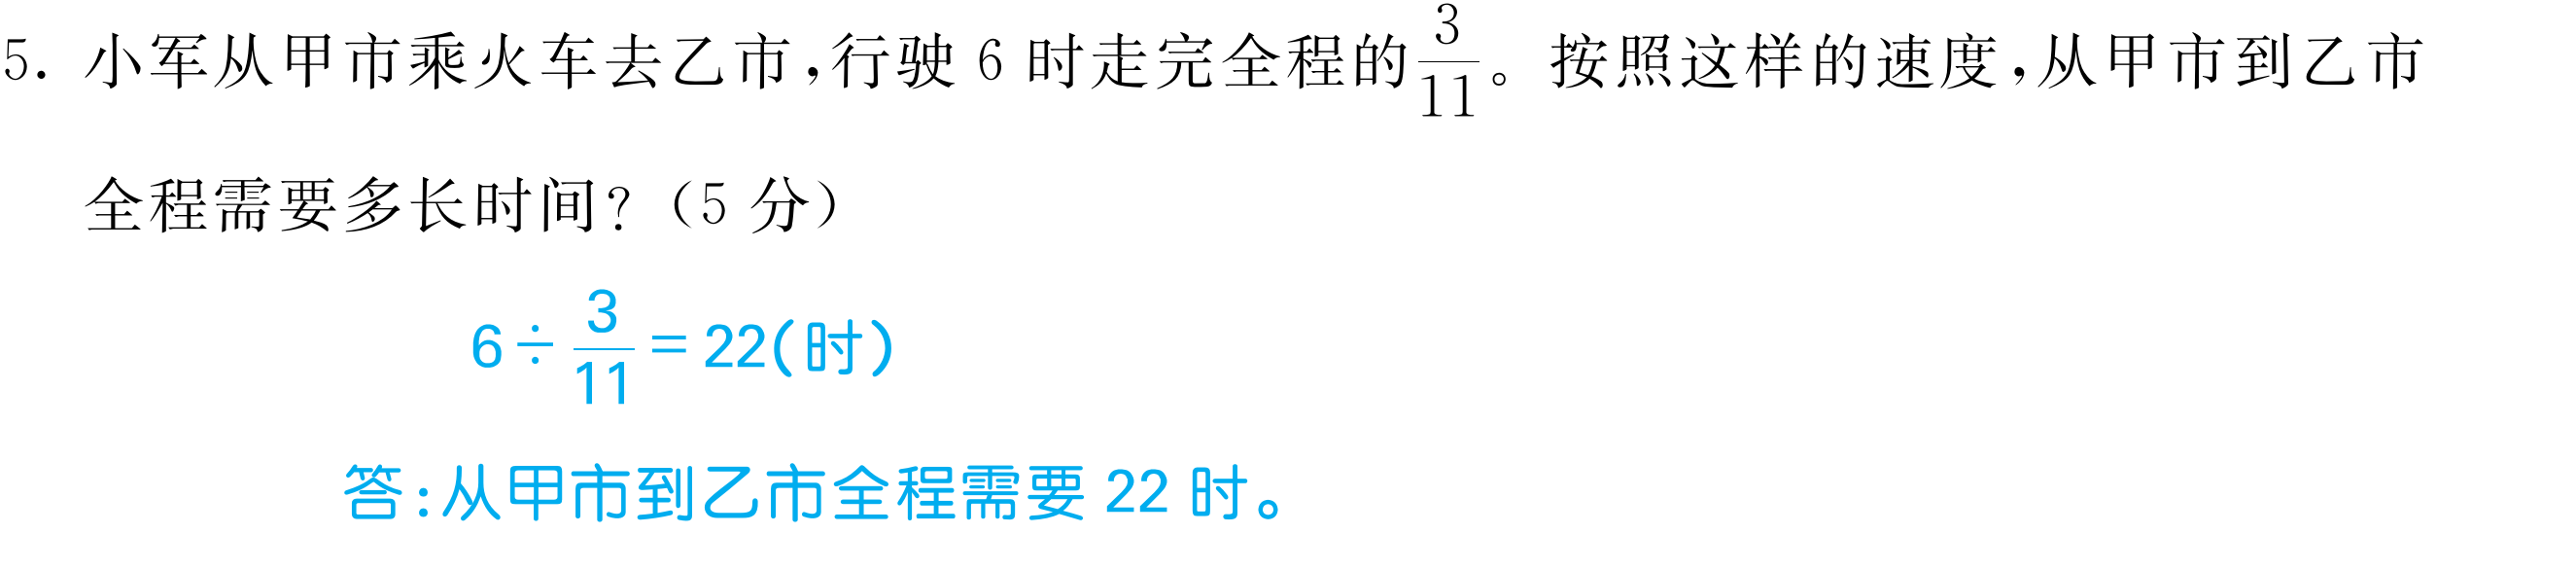 5. 小军从甲市乘火车去乙市,行驶 6 时走完全程的3/11。按照这样的速度,从甲市到乙市
全程需要多长时间?(5 分)
6÷3/11=22(时)
答:从甲市到乙市全程需要 22 时。